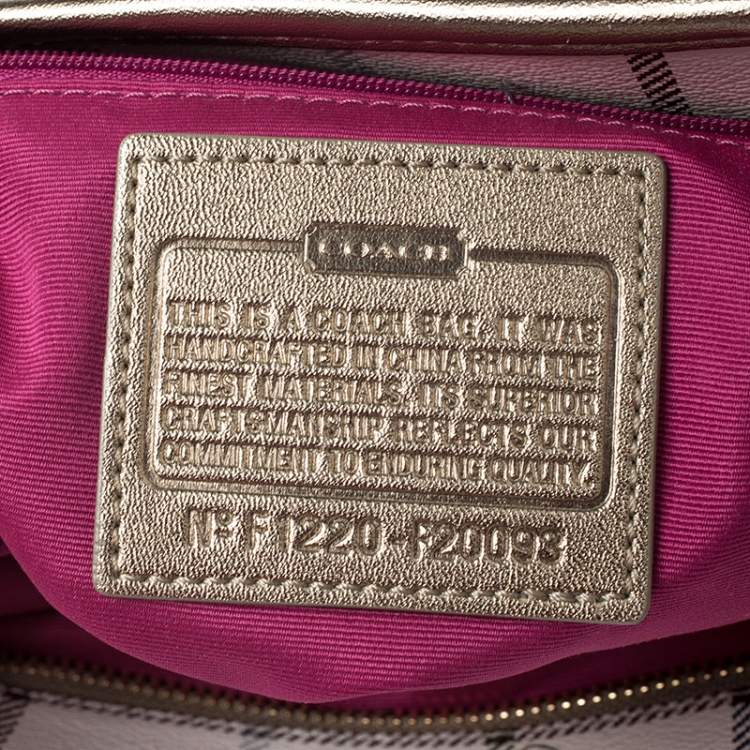 COACH
THIS IS A COACH BAG. IT WAS
HANDCRAFTED IN CHINA FROM THE
FINEST MATERIALS. ITS SUPERIOR
CRAFTSMANSHIP REFLECTS OUR
COMMITMENT TO ENDURING QUALITY.
Nº F1220-F20093